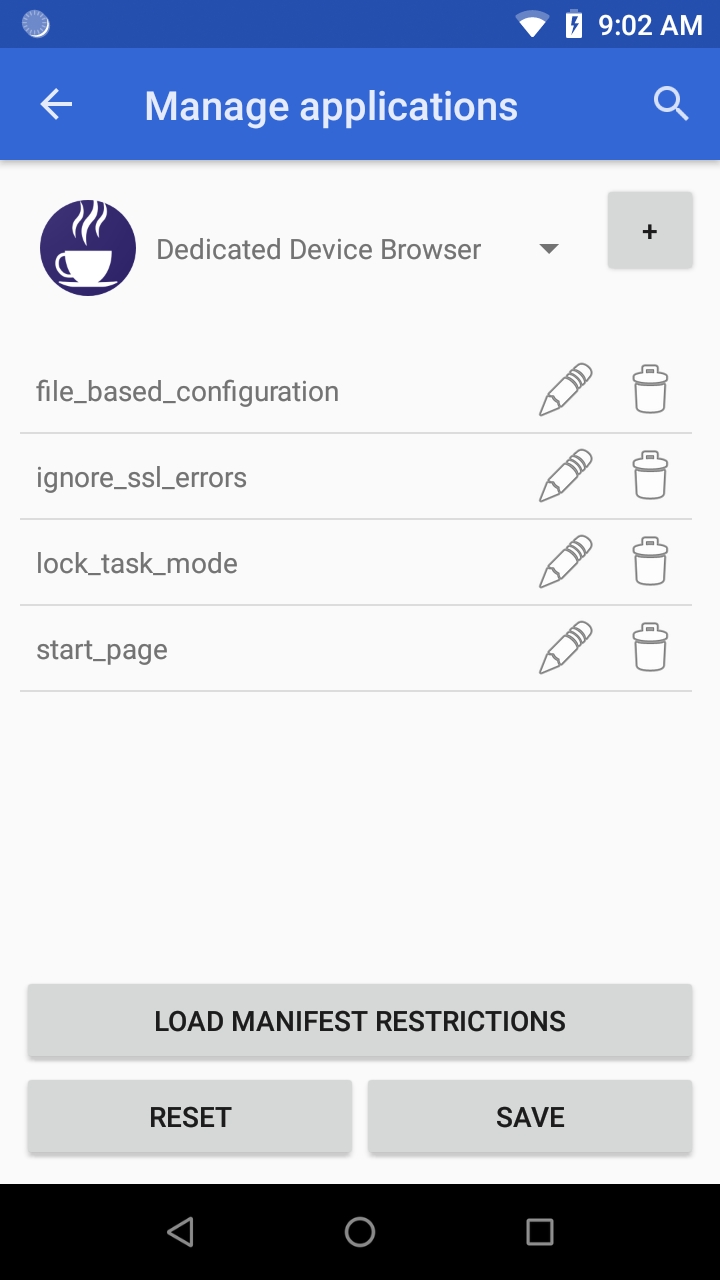 9:02 AM
Manage applications
Dedicated Device Browser
+
file_based_configuration
ignore_ssl_errors
lock_task_mode
start_page
LOAD MANIFEST RESTRICTIONS
RESET SAVE